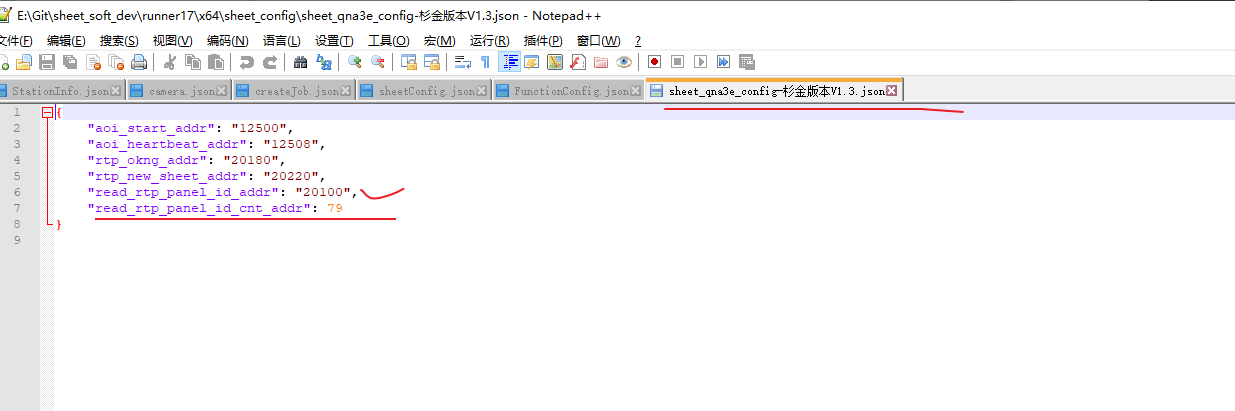 E:\Git\sheet_soft_dev\runner17\x64\sheet_config\sheet_qna3e_config-杉金版本V1.3.json - Notepad++
文件(F) 编辑(E) 搜索(S) 视图(V) 编码(N) 语言(L) 设置(T) 工具(O) 宏(M) 运行(R) 插件(P) 窗口(W) ?
StationInfo.json camera.json createJob.json sheetConfig.json FunctionConfig.json sheet_qna3e_config-杉金版本V1.3.json
1 {
2 "aoi_start_addr": "12500",
3 "aoi_heartbeat_addr": "12508",
4 "rtp_okng_addr": "20180",
5 "rtp_new_sheet_addr": "20220",
6 "read_rtp_panel_id_addr": "20100",
7 "read_rtp_panel_id_cnt_addr": 79
8 }
9